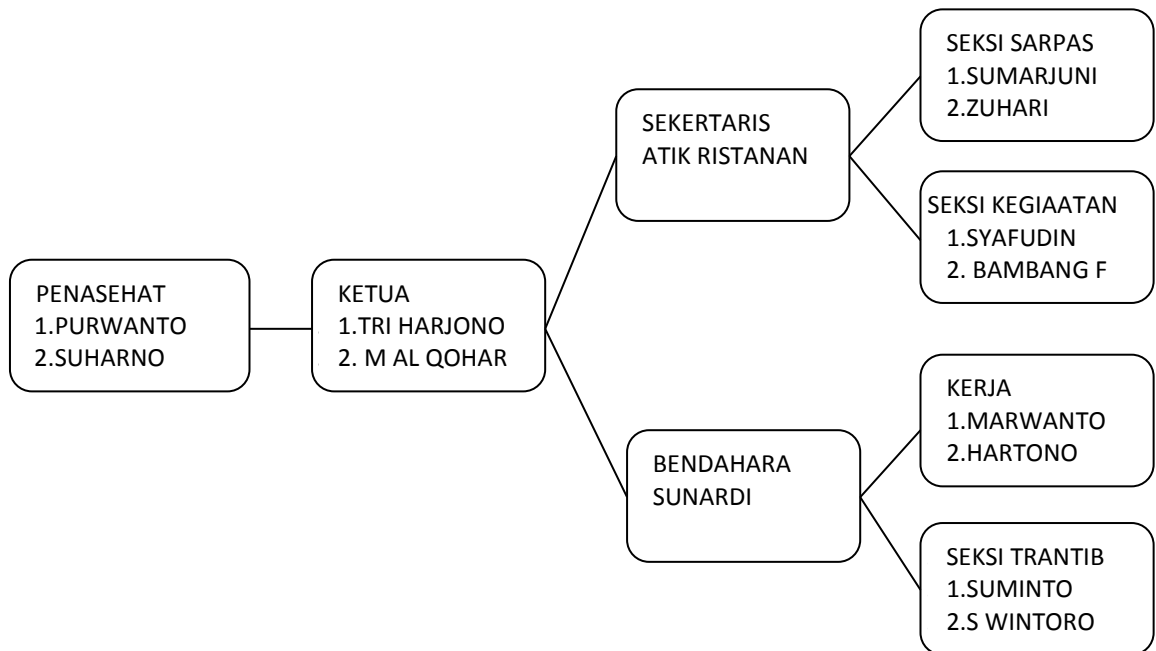 PENASEHAT
1.PURWANTO
2.SUHARNO
KETUA
1.TRI HARJONO
2. M AL QOHAR
SEKERTARIS
ATIK RISTANAN
SEKSI SARPAS
1.SUMARJUNI
2.ZUHARI
SEKSI KEGIAATAN
1.SYAFUDIN
2. BAMBANG F
BENDAHARA
SUNARDI
KERJA
1.MARWANTO
2.HARTONO
SEKSI TRANTIB
1.SUMINTO
2.S WINTORO